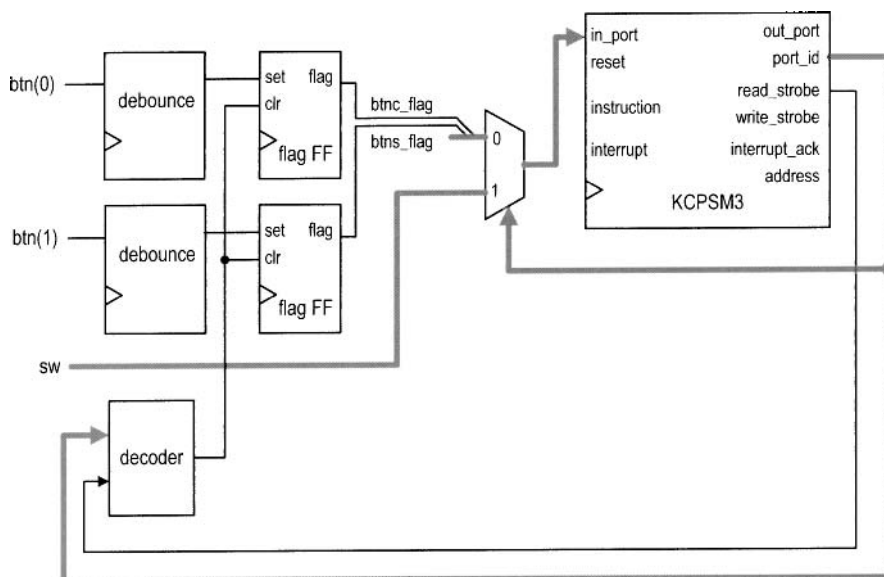 btn(0)
debounce
set
flag
clr
flag FF
btn(1)
debounce
set
flag
clr
flag FF
sw
decoder
btnc_flag
btns_flag
0
1
in_port
out_port
reset
port_id
read_strobe
instruction
write_strobe
interrupt
interrupt_ack
address
KCPSM3